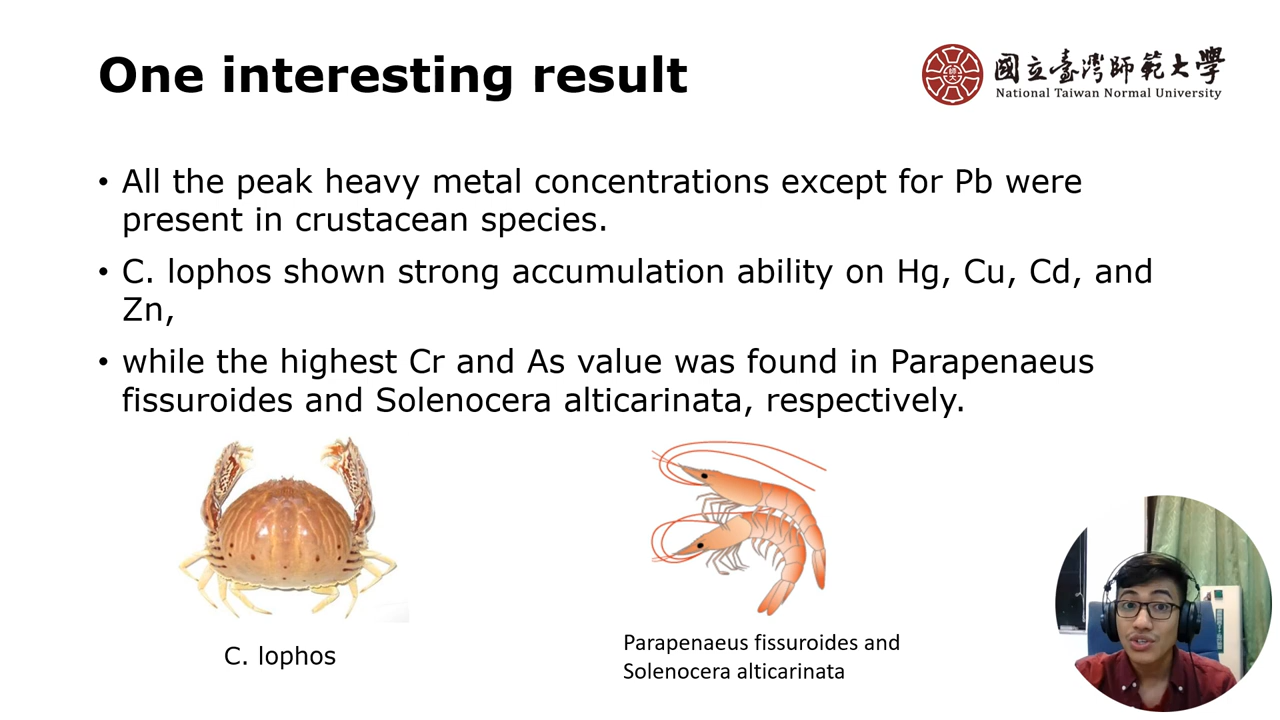 One interesting result
國立臺灣師範大學
National Taiwan Normal University
• All the peak heavy metal concentrations except for Pb were
present in crustacean species.
• C. lophos shown strong accumulation ability on Hg, Cu, Cd, and
Zn,
• while the highest Cr and As value was found in Parapenaeus
fissuroides and Solenocera alticarinata, respectively.
C. lophos
Parapenaeus fissuroides and
Solenocera alticarinata